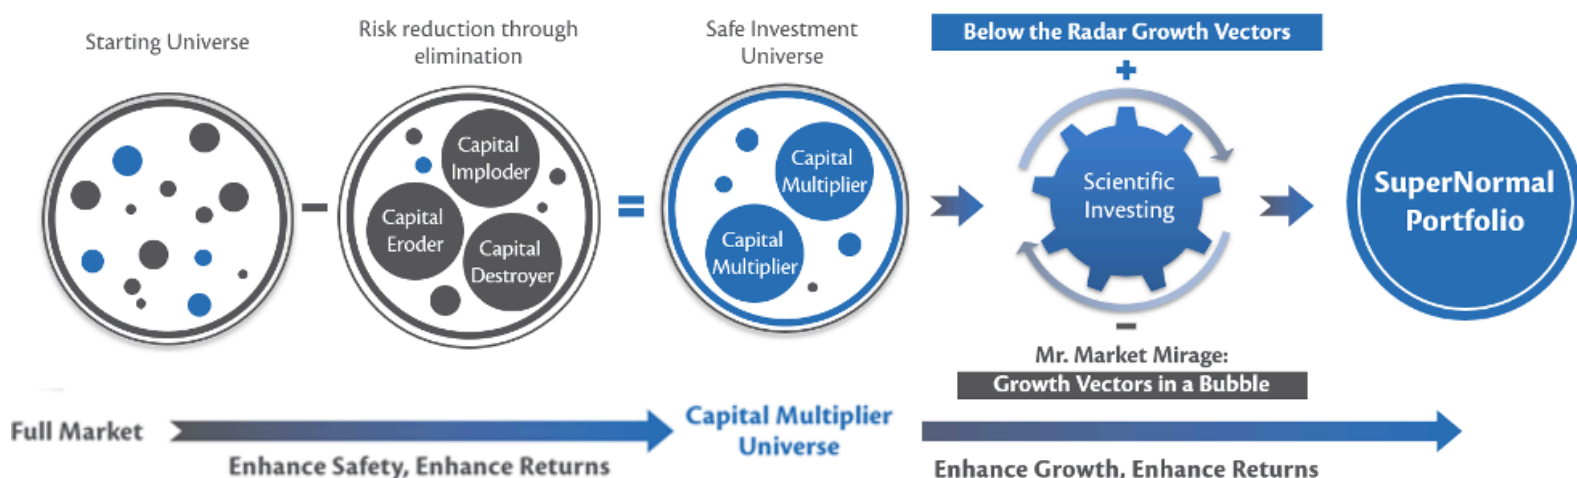 Starting Universe
Risk reduction through
elimination
Safe Investment
Universe
Below the Radar Growth Vectors
+
Capital
Imploder
Capital
Eroder
Capital
Destroyer
–
=
Capital
Multiplier
Capital
Multiplier
Scientific
Investing
SuperNormal
Portfolio
–
Mr. Market Mirage:
Growth Vectors in a Bubble
Full Market
Enhance Safety, Enhance Returns
Capital Multiplier
Universe
Enhance Growth, Enhance Returns